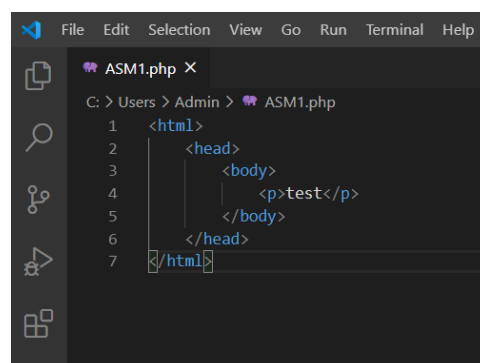 File Edit Selection View Go Run Terminal Help
ASM1.php ×
C: > Users > Admin > ASM1.php
1 <html>
2 <head>
3 <body>
4 <p>test</p>
5 </body>
6 </head>
7 </html>